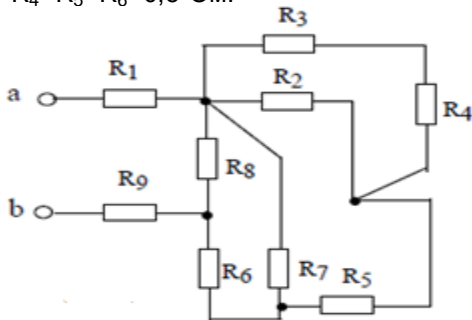 R₄=R₅=R₆=0,5 Ом.
R₃
R₁
R₂
a
R₄
R₈
R₉
b
R₆
R₇
R₅